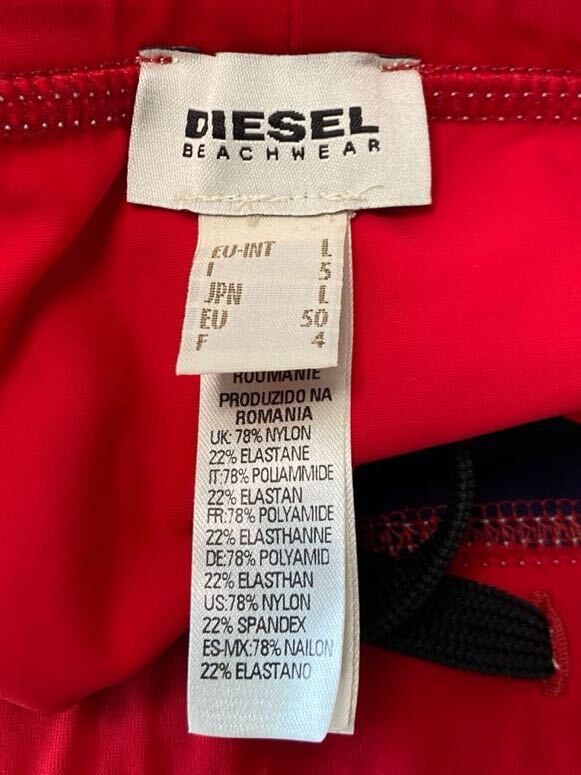 DIESEL
BEACHWEAR
EU-INT L
I 5
JPN L
EU 50
F 4
ROUMANIE
PRODUZIDO NA
ROMANIA
UK: 78% NYLON
22% ELASTANE
IT:78% POLIAMMIDE
22% ELASTAN
FR:78% POLYAMIDE
22% ELASTHANNE
DE:78% POLYAMID
22% ELASTHAN
US:78% NYLON
22% SPANDEX
ES-MX:78% NAILON
22% ELASTANO